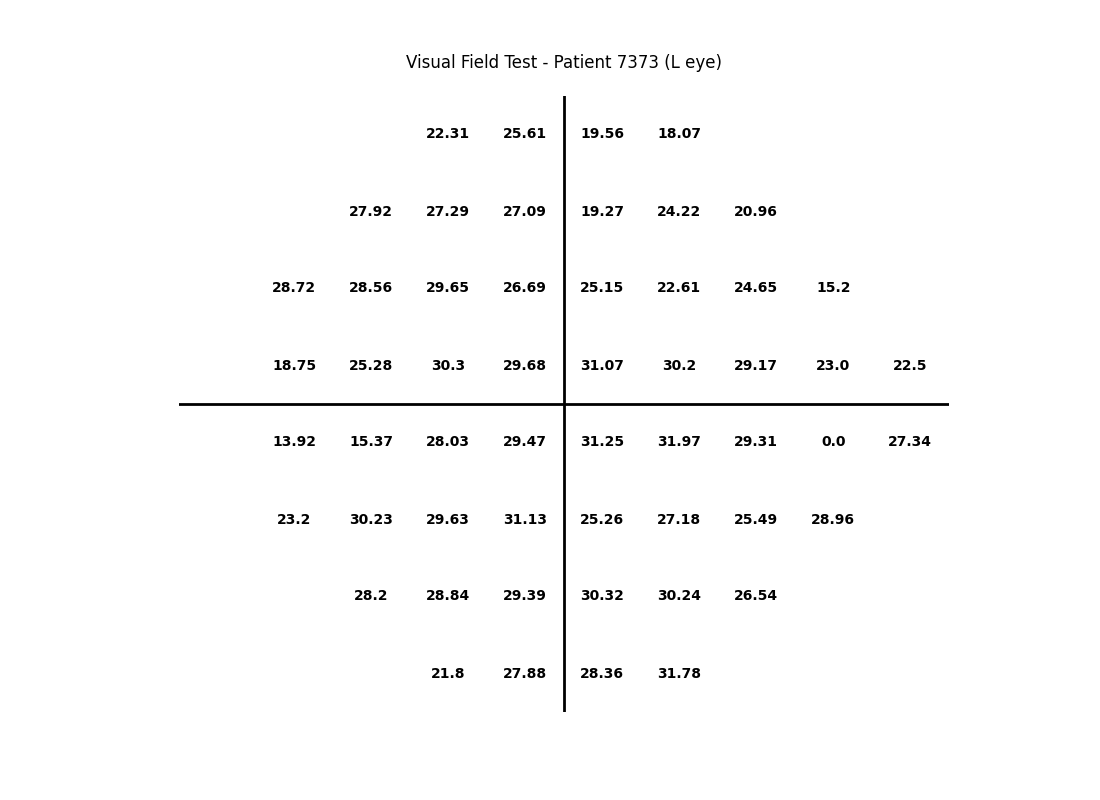 Visual Field Test - Patient 7373 (L eye)
22.31 25.61 19.56 18.07
27.92 27.29 27.09 19.27 24.22 20.96
28.72 28.56 29.65 26.69 25.15 22.61 24.65 15.2
18.75 25.28 30.3 29.68 31.07 30.2 29.17 23.0 22.5
13.92 15.37 28.03 29.47 31.25 31.97 29.31 0.0 27.34
23.2 30.23 29.63 31.13 25.26 27.18 25.49 28.96
28.2 28.84 29.39 30.32 30.24 26.54
21.8 27.88 28.36 31.78